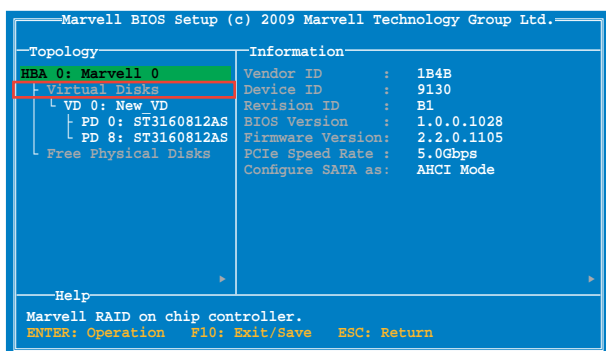 Marvell BIOS Setup (c) 2009 Marvell Technology Group Ltd.
Topology
HBA 0: Marvell 0
Virtual Disks
VD 0: New_VD
PD 0: ST3160812AS
PD 8: ST3160812AS
Free Physical Disks
Information
Vendor ID : 1B4B
Device ID : 9130
Revision ID : B1
BIOS Version : 1.0.0.1028
Firmware Version: 2.2.0.1105
PCIe Speed Rate : 5.0Gbps
Configure SATA as: AHCI Mode
Help
Marvell RAID on chip controller.
ENTER: Operation F10: Exit/Save ESC: Return